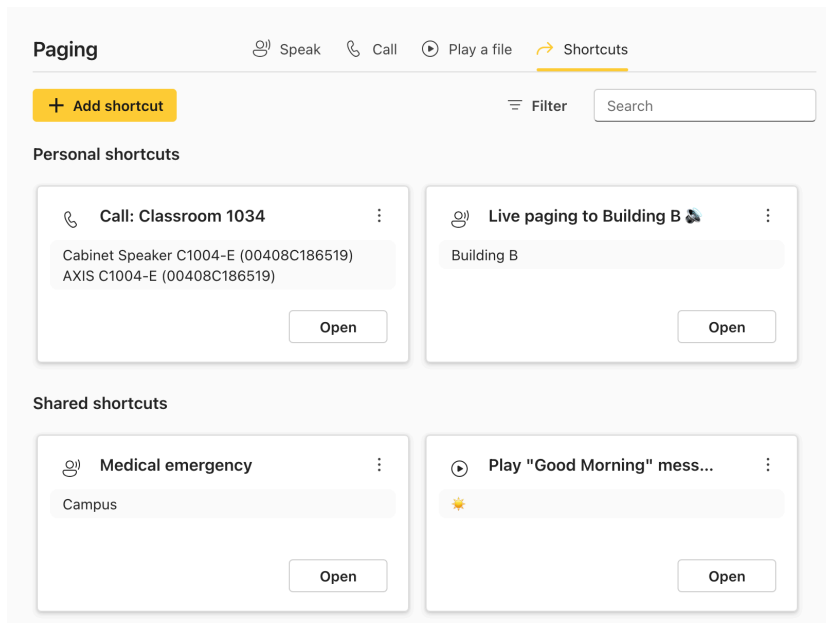 Paging
Speak
Call
Play a file
Shortcuts
Add shortcut
Filter
Search
Personal shortcuts
Call: Classroom 1034
Cabinet Speaker C1004-E (00408C186519)
AXIS C1004-E (00408C186519)
Open
Live paging to Building B 🔊
Building B
Open
Shared shortcuts
Medical emergency
Campus
Open
Play "Good Morning" mess...
☀️
Open